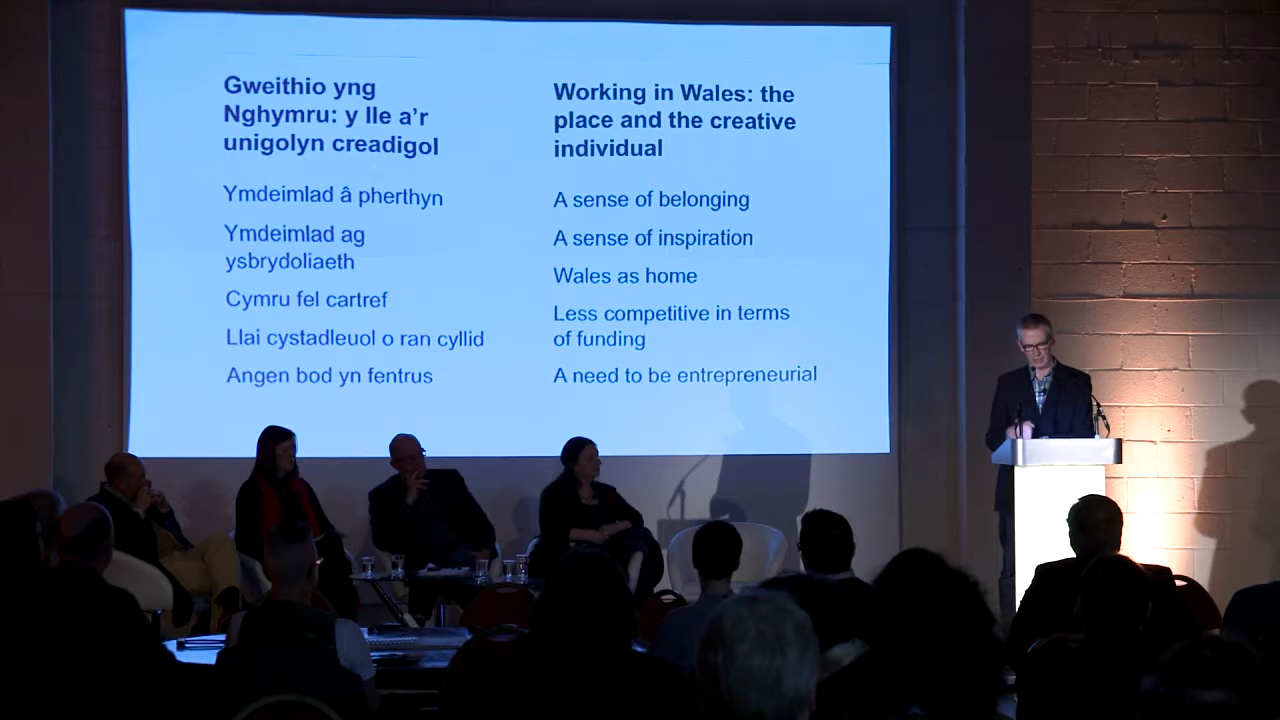 Gweithio yng
Nghymru: y lle a'r
unigolyn creadigol
Ymdeimlad â pherthyn
Ymdeimlad ag
ysbrydoliaeth
Cymru fel cartref
Llai cystadleuol o ran cyllid
Angen bod yn fentrus
Working in Wales: the
place and the creative
individual
A sense of belonging
A sense of inspiration
Wales as home
Less competitive in terms
of funding
A need to be entrepreneurial